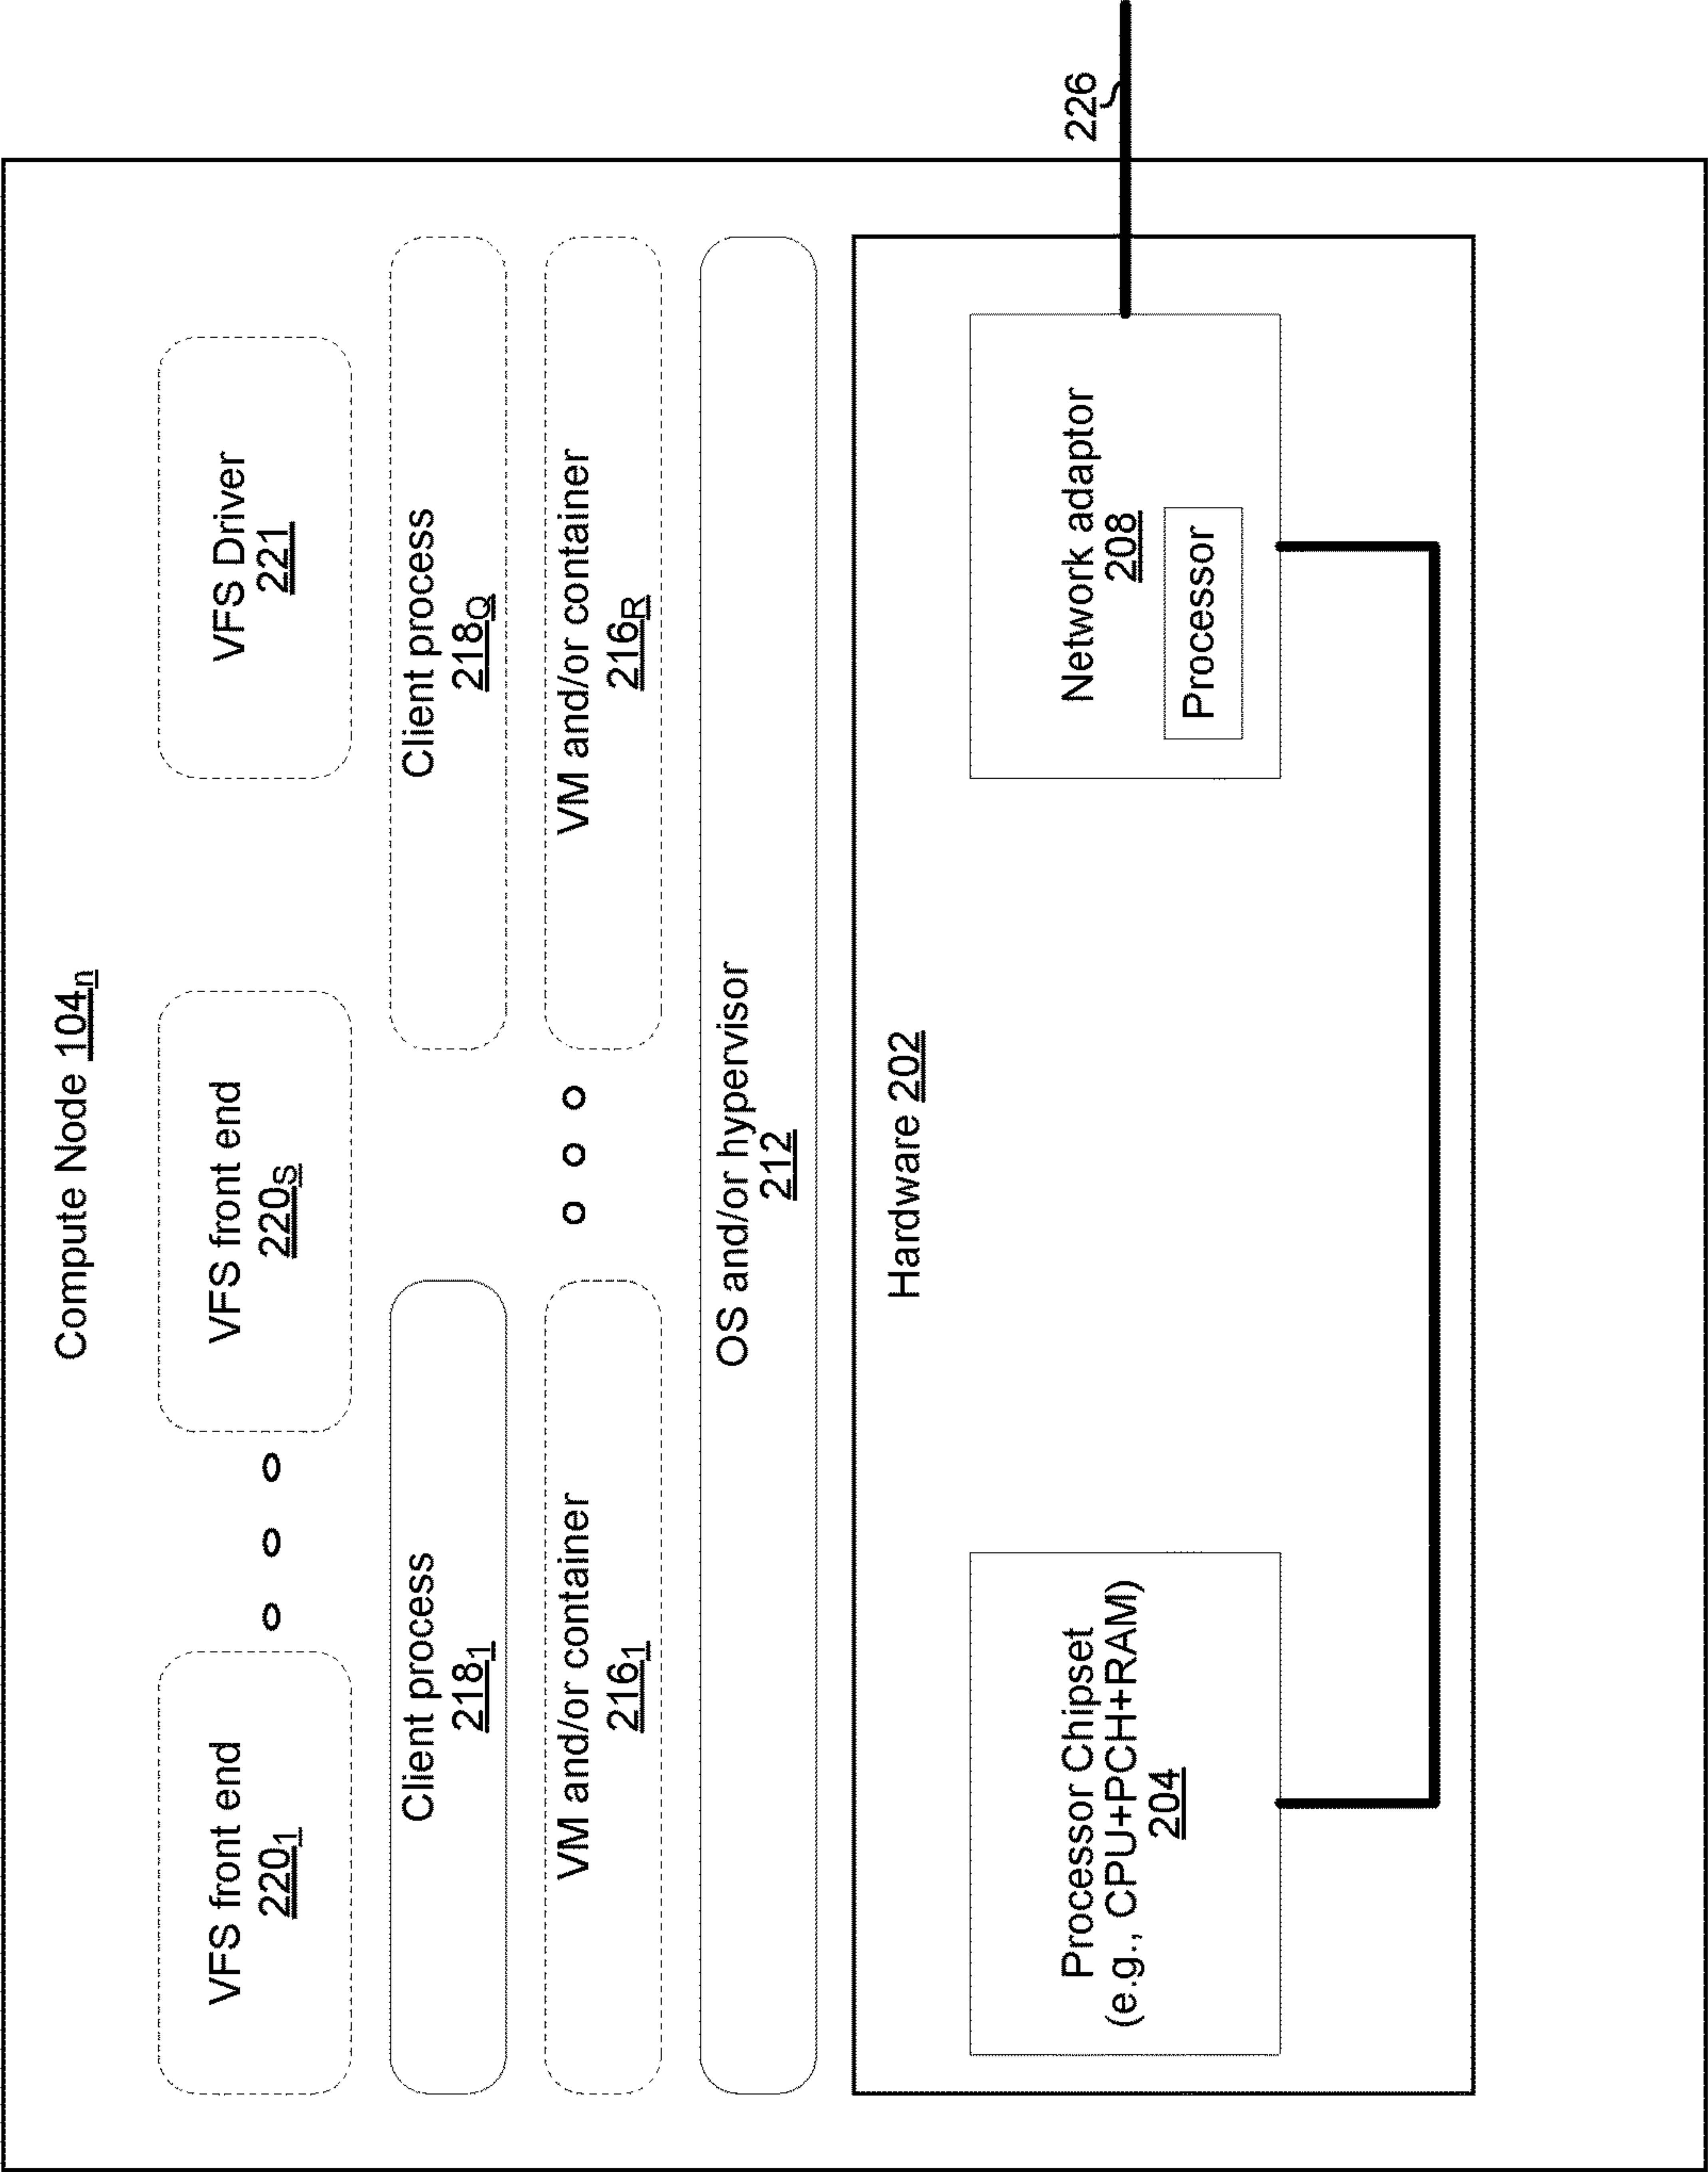 Compute Node 104n
VFS front end
220₁
VFS front end
220S
VFS Driver
221
Client process
218₁
Client process
218Q
VM and/or container
216₁
VM and/or container
216R
OS and/or hypervisor
212
Hardware 202
Processor Chipset
(e.g., CPU+PCH+RAM)
204
Network adaptor
208
Processor
226